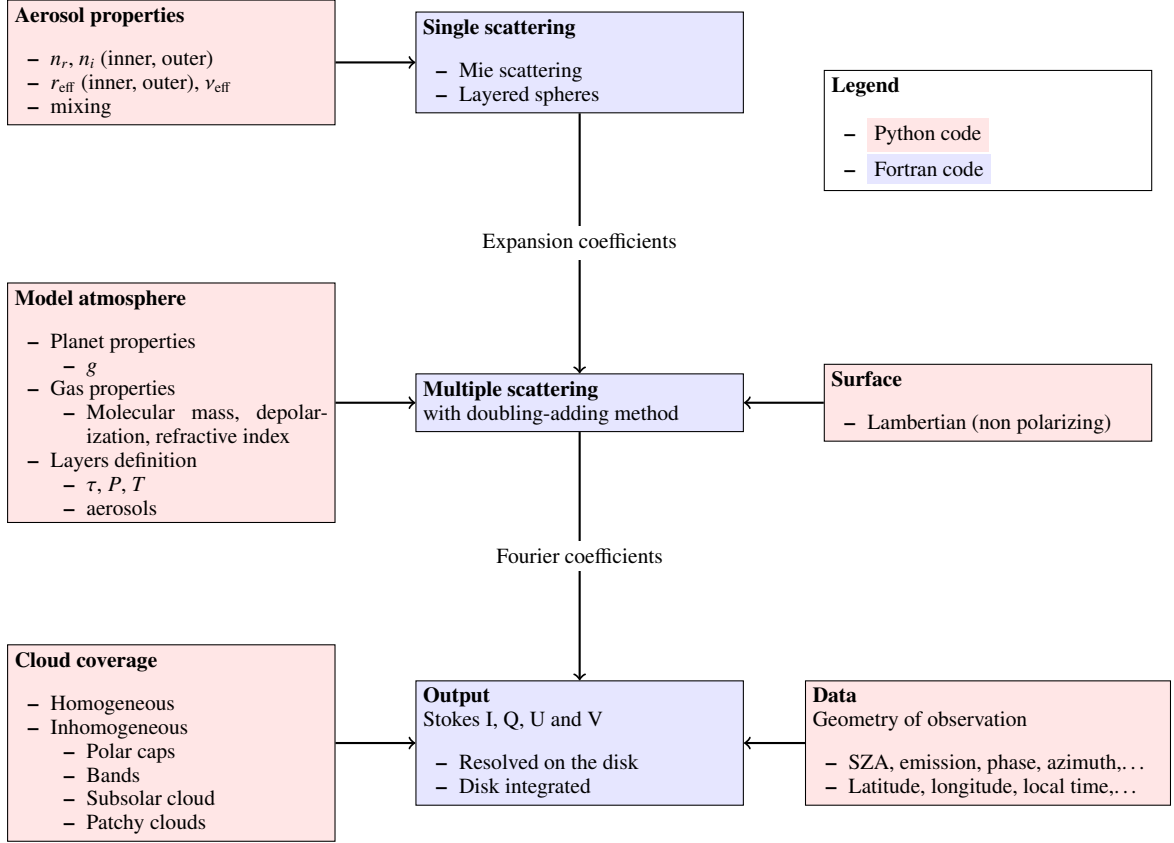 Aerosol properties
– n_r, n_i (inner, outer)
– r_eff (inner, outer), ν_eff
– mixing
Single scattering
– Mie scattering
– Layered spheres
Legend
– Python code
– Fortran code
Expansion coefficients
Model atmosphere
– Planet properties
– g
– Gas properties
– Molecular mass, depolar-
ization, refractive index
– Layers definition
– τ, P, T
– aerosols
Multiple scattering
with doubling-adding method
Surface
– Lambertian (non polarizing)
Fourier coefficients
Cloud coverage
– Homogeneous
– Inhomogeneous
– Polar caps
– Bands
– Subsolar cloud
– Patchy clouds
Output
Stokes I, Q, U and V
– Resolved on the disk
– Disk integrated
Data
Geometry of observation
– SZA, emission, phase, azimuth,...
– Latitude, longitude, local time,...